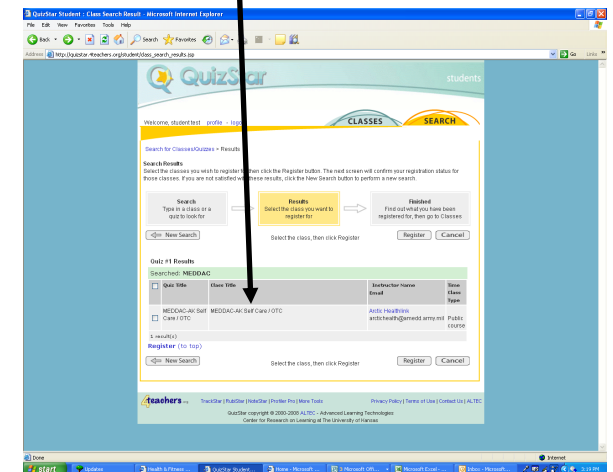 QuizStar Student : Class Search Result - Microsoft Internet Explorer
File Edit View Favorites Tools Help
Back Search Favorites
Address http://quizstar.4teachers.org/student/class_search_results.jsp Go Links
QuizStar
students
Welcome, student test profile - logout
CLASSES SEARCH
Search for Classes/Quizzes > Results
Search Results
Select the classes you wish to register for then click the Register button. The next screen will confirm your registration status for
those classes. If you are not satisfied with these results, click the New Search button to perform a new search.
Search
Type in a class or a
quiz to look for
Results
Select the class you want to
register for
Finished
Find out what you have been
registered for, then go to Classes
New Search Select the class, then click Register Register Cancel
Quiz #1 Results
Searched: MEDDAC
Quiz Title Class Title Instructor Name Time
Email Class
Type
MEDDAC-AK Self MEDDAC-AK Self Care / OTC Arctic Healthlink
Care / OTC arctichealth@amedd.army.mil Public
course
1 result(s)
Register (to top)
New Search Select the class, then click Register Register Cancel
4teachers.org TrackStar | RubiStar | NoteStar | Profiler Pro | More Tools Privacy Policy | Terms of Use | Contact Us | ALTEC
QuizStar copyright © 2000-2008 ALTEC - Advanced Learning Technologies
Center for Research on Learning at The University of Kansas
Done Internet
start Updates Health & Fitness ... QuizStar Student... Home - Microsoft ... 3 Microsoft Offi... Microsoft Excel - ... Inbox - Microsoft... 3:10 PM